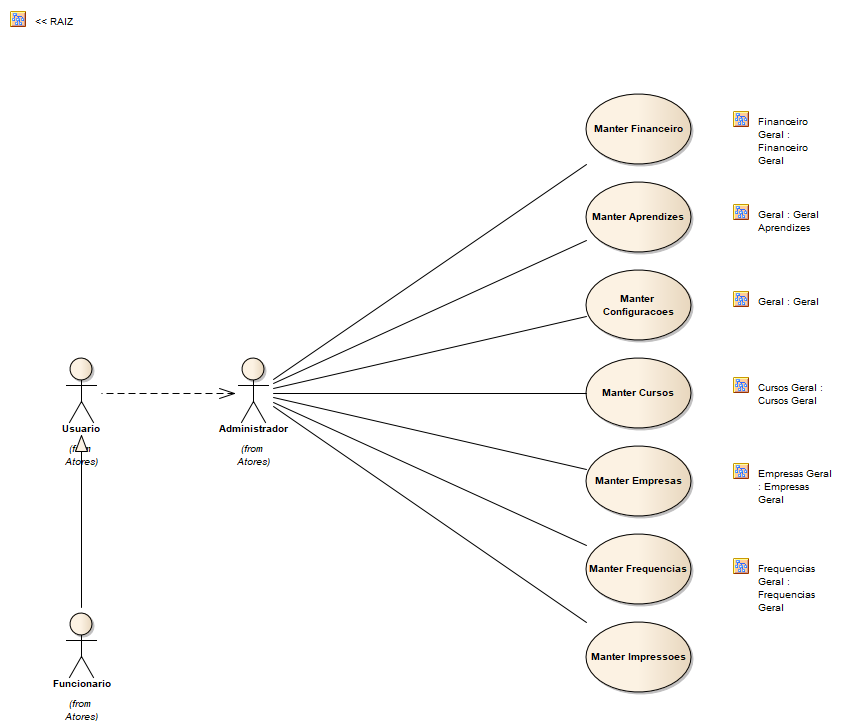 << RAIZ
Manter Financeiro
Financeiro
Geral :
Financeiro
Geral
Manter Aprendizes
Geral : Geral
Aprendizes
Manter
Configuracoes
Geral : Geral
Manter Cursos
Cursos Geral :
Cursos Geral
Usuario
(from
Atores)
Administrador
(from
Atores)
Manter Empresas
Empresas Geral
: Empresas
Geral
Manter Frequencias
Frequencias
Geral :
Frequencias
Geral
Manter Impressoes
Funcionario
(from
Atores)